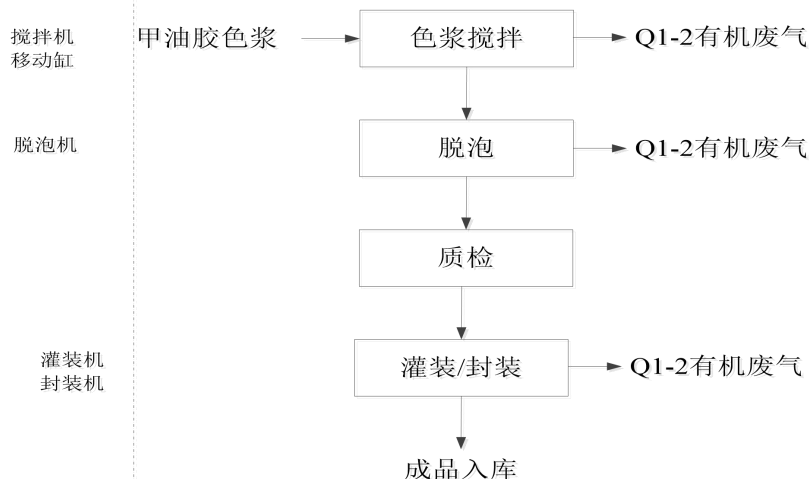 搅拌机
移动缸
甲油胶色浆
色浆搅拌
Q1-2有机废气
脱泡机
脱泡
Q1-2有机废气
质检
灌装机
封装机
灌装/封装
Q1-2有机废气
成品入库